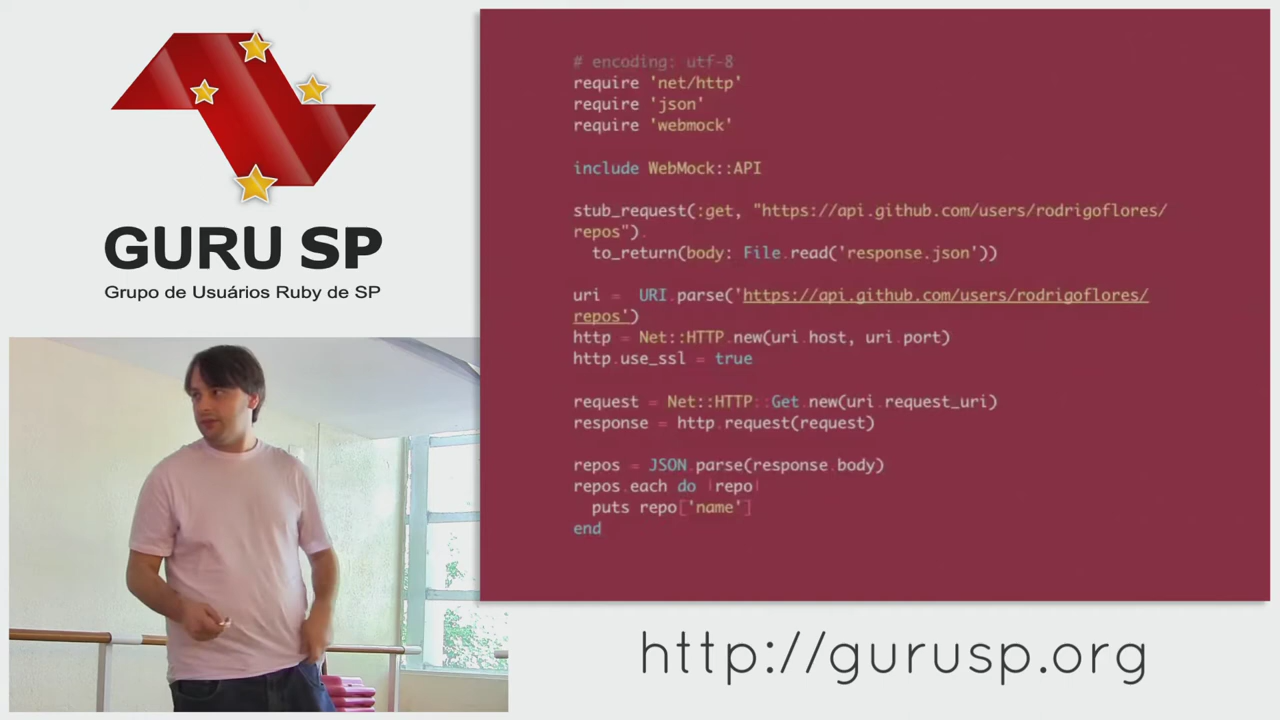 GURU SP
Grupo de Usuários Ruby de SP
# encoding: utf-8
require 'net/http'
require 'json'
require 'webmock'
include WebMock::API
stub_request(:get, "https://api.github.com/users/rodrigoflores/
repos").
to_return(body: File.read('response.json'))
uri = URI.parse('https://api.github.com/users/rodrigoflores/
repos')
http = Net::HTTP.new(uri.host, uri.port)
http.use_ssl = true
request = Net::HTTP::Get.new(uri.request_uri)
response = http.request(request)
repos = JSON.parse(response.body)
repos.each do |repo|
puts repo['name']
end
http://gurusp.org